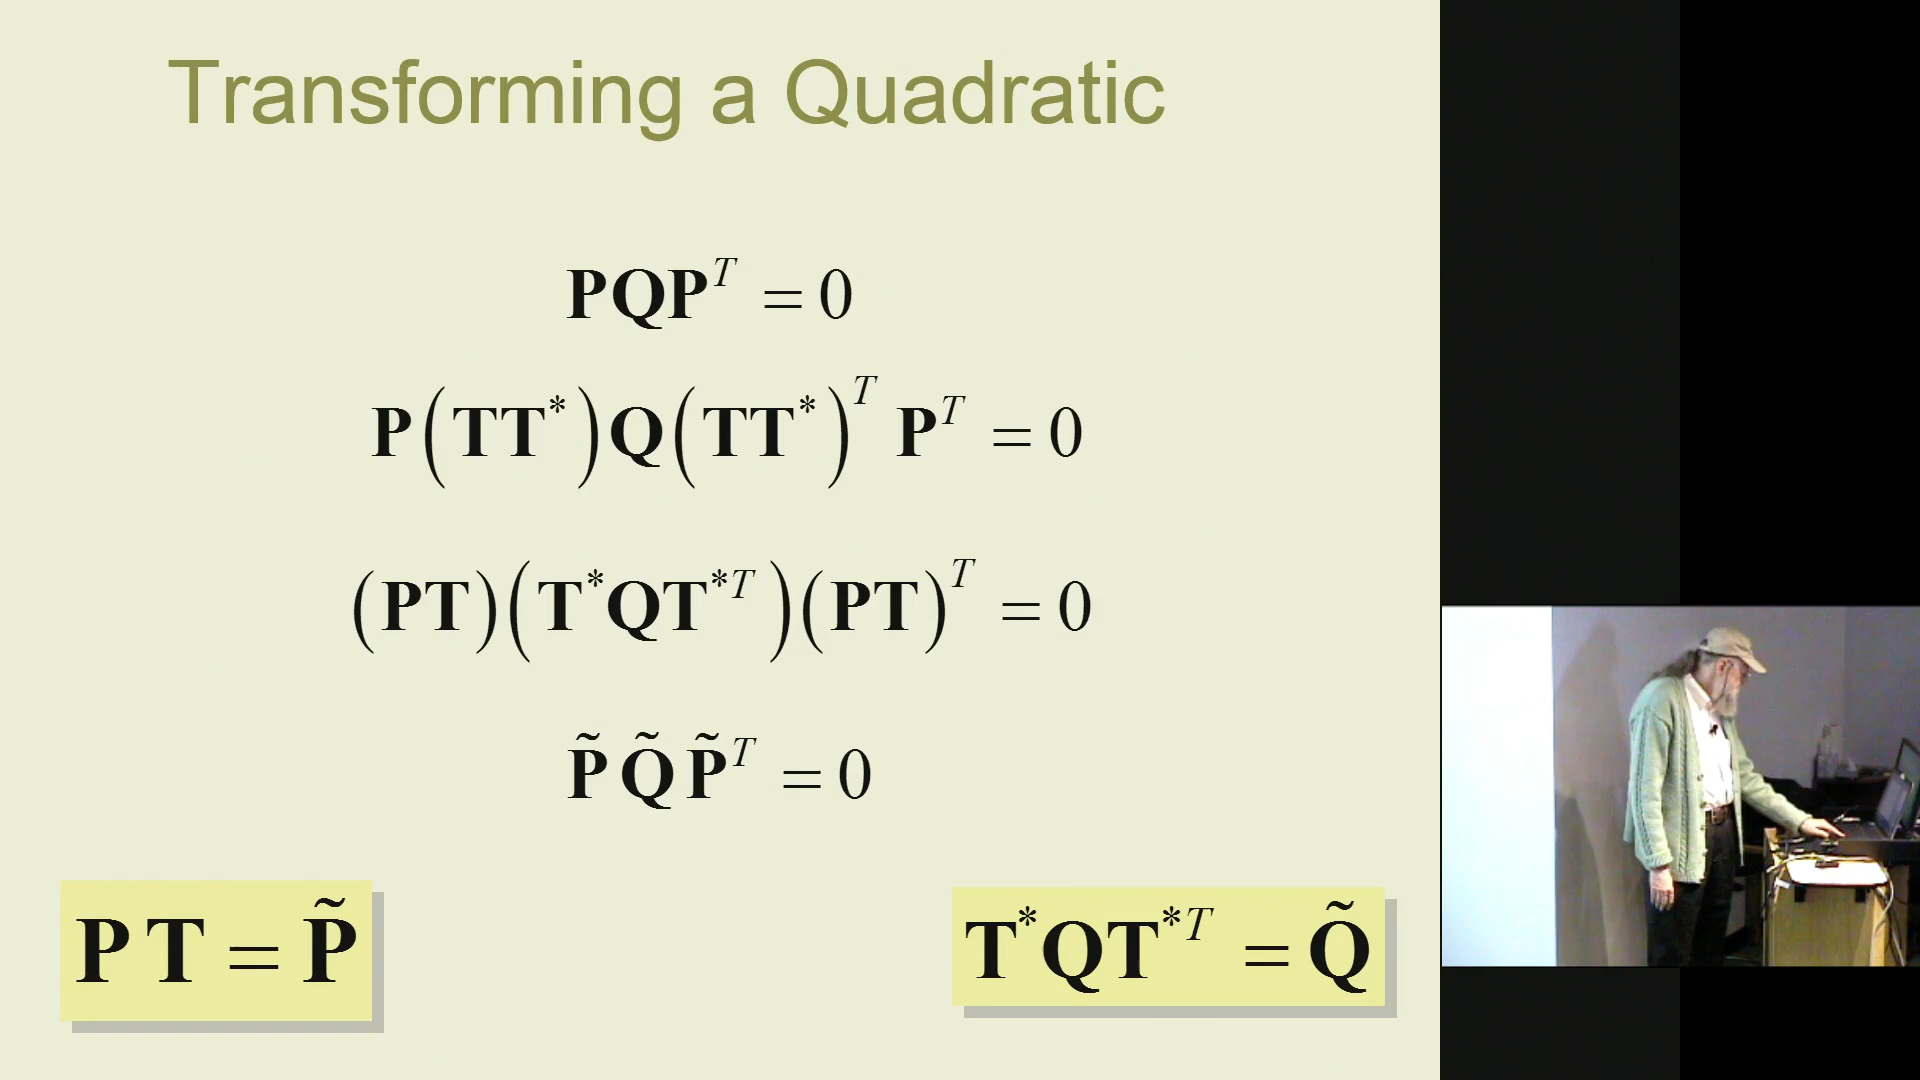 Transforming a Quadratic
PQP^T = 0
P(TT^*)Q(TT^*)^T P^T = 0
(PT)(T^*QT^{*T})(PT)^T = 0
P̃ Q̃ P̃^T = 0
P T = P̃
T^*QT^{*T} = Q̃